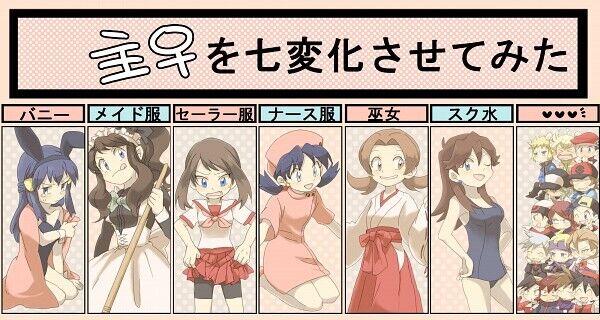 主♀を七変化させてみた
バニー
メイド服
セーラー服
ナース服
巫女
スク水
♥♥♥